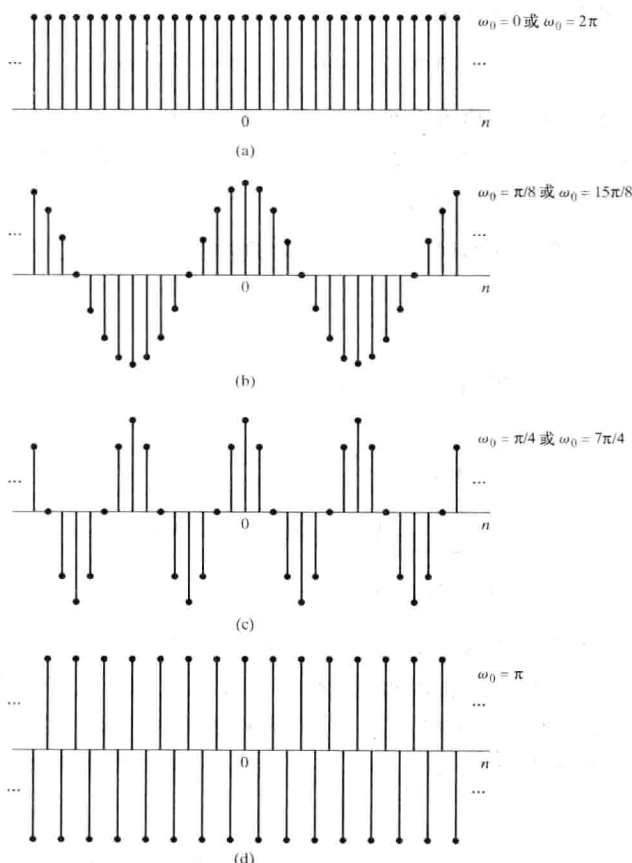 ω₀ = 0 或 ω₀ = 2π
... ...
0 n
(a)
ω₀ = π/8 或 ω₀ = 15π/8
... ...
0 n
(b)
ω₀ = π/4 或 ω₀ = 7π/4
... ...
0 n
(c)
ω₀ = π
... ...
0 n
... ...
(d)